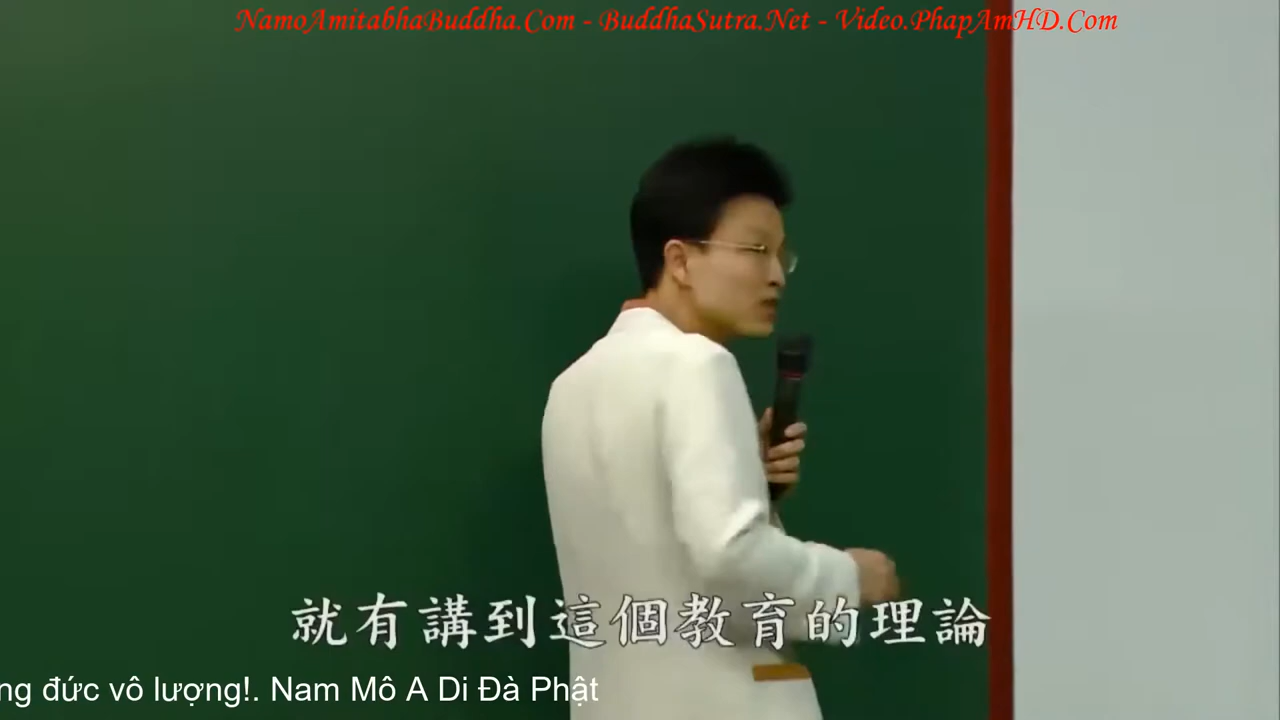 NamoAmitabhaBuddha.Com - BuddhaSutra.Net - Video.PhapAmHD.Com
就有講到這個教育的理論
ng đức vô lượng!. Nam Mô A Di Đà Phật